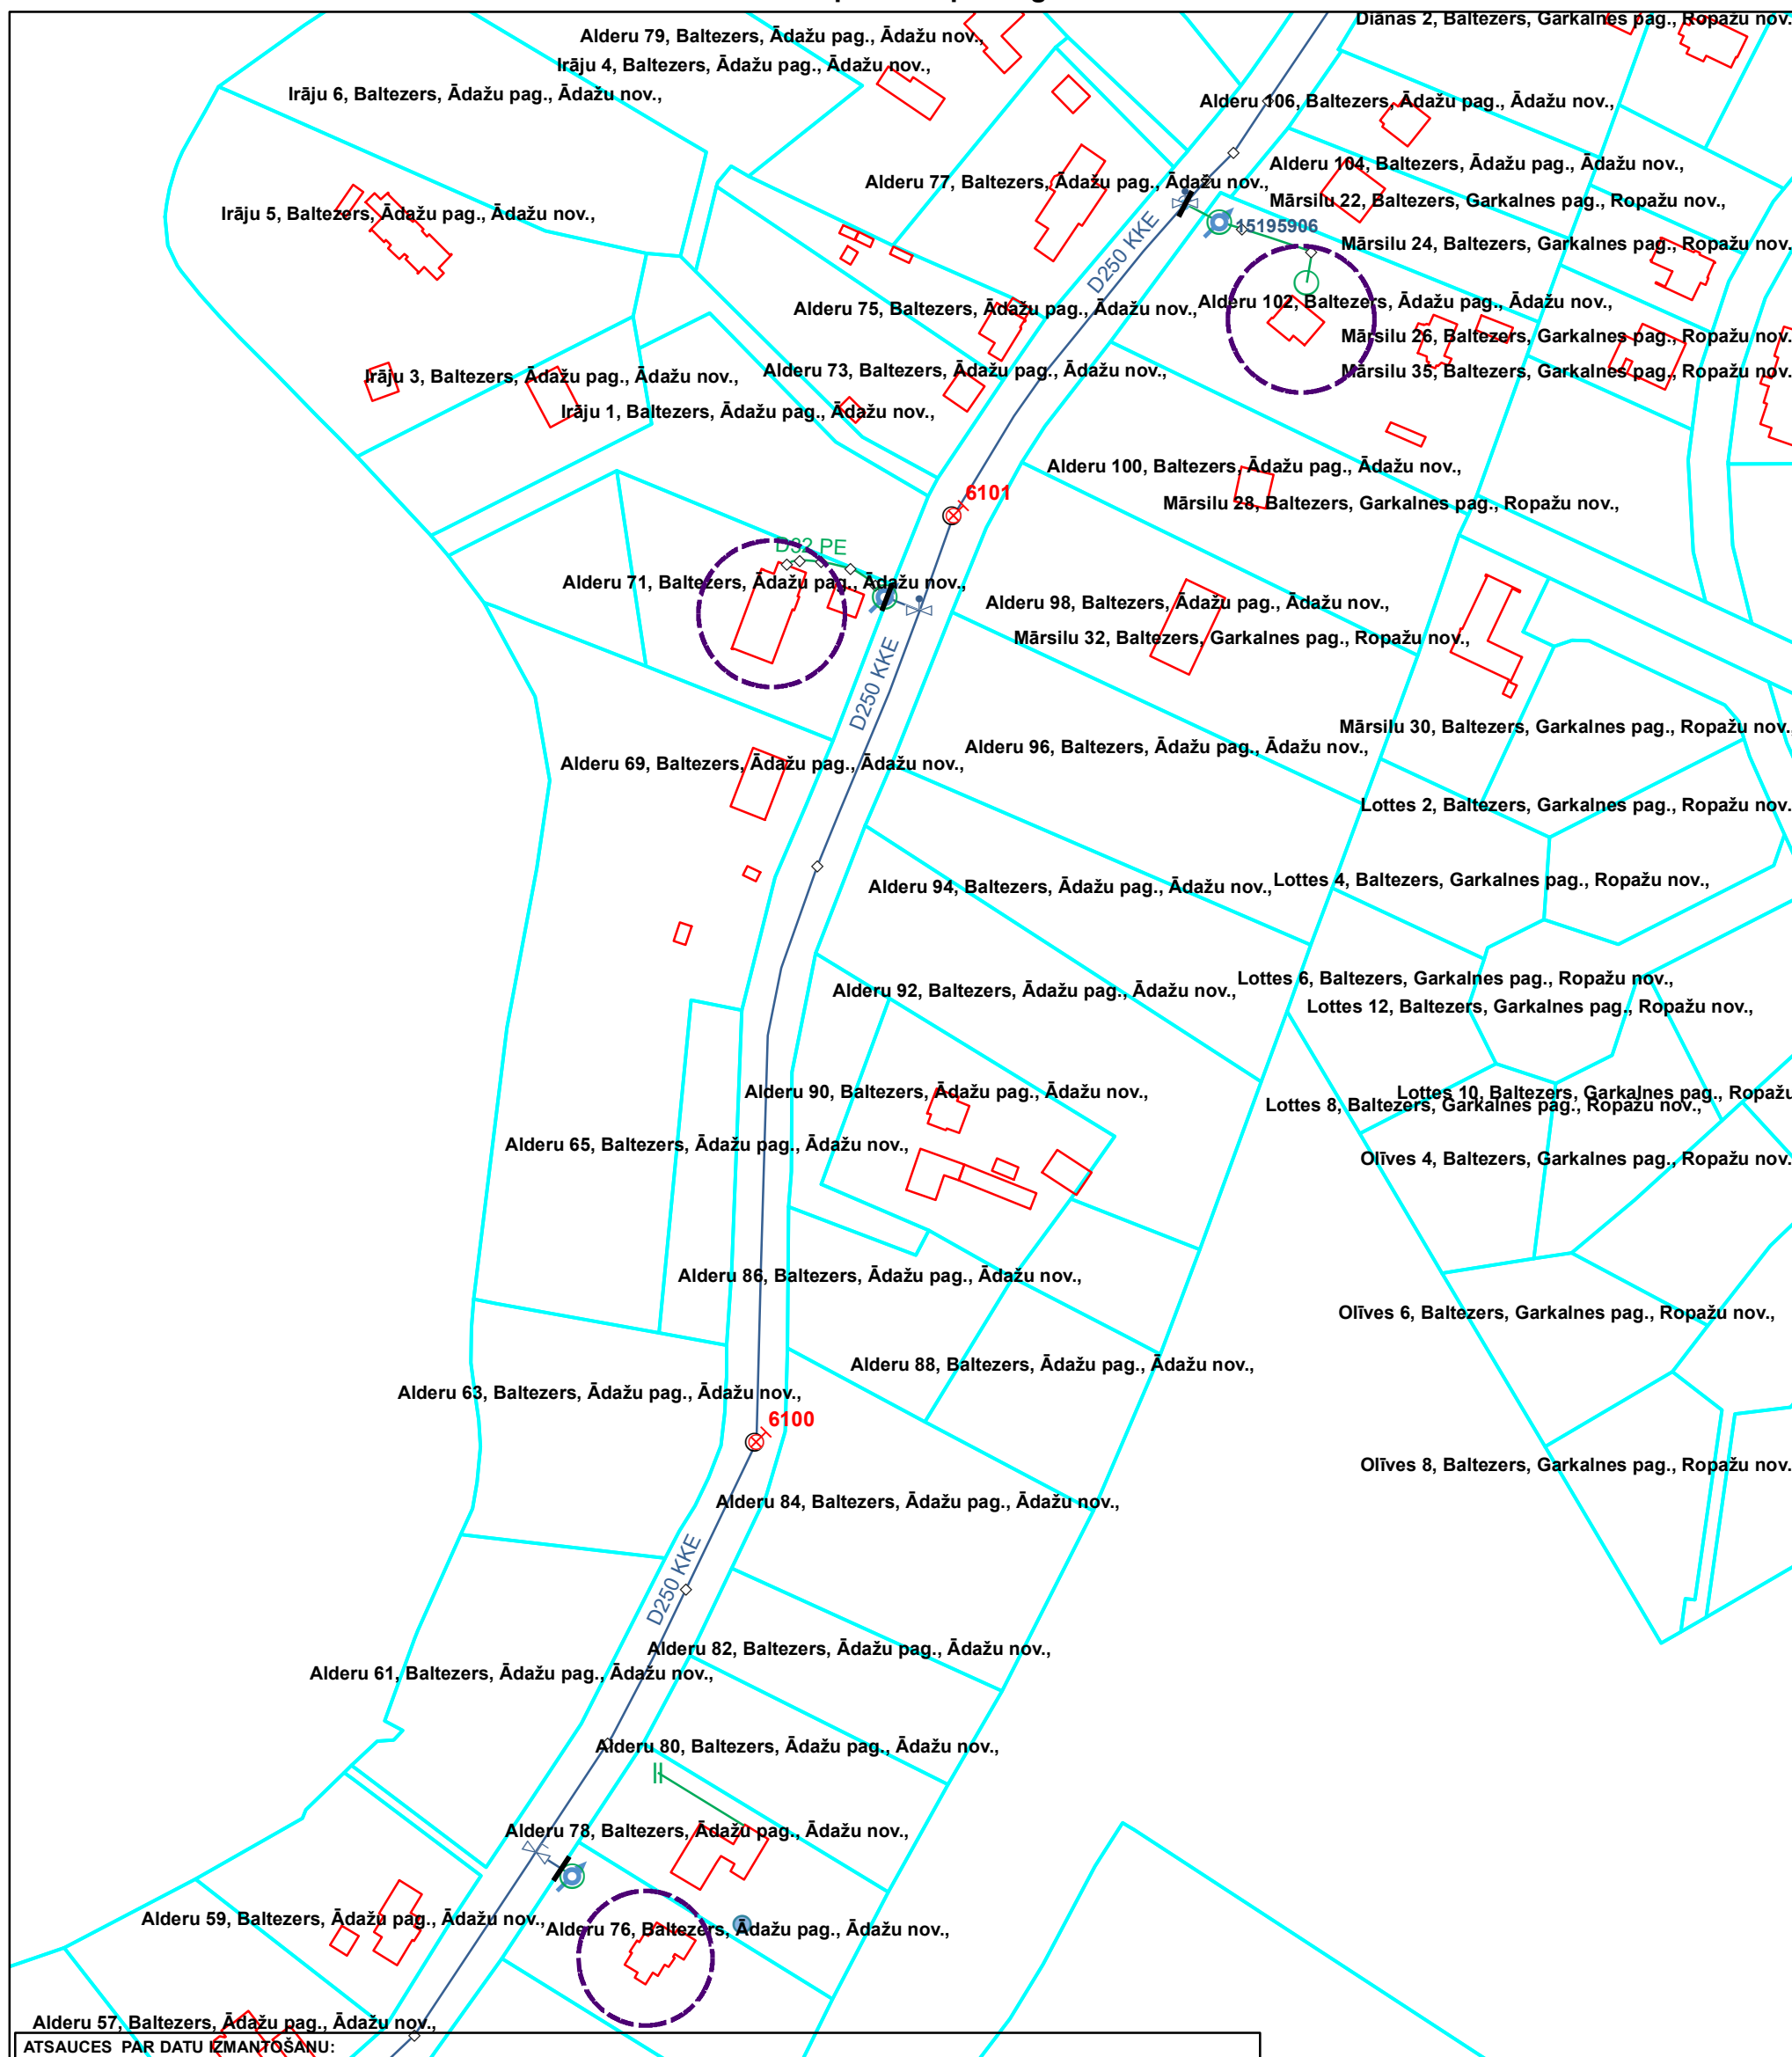 Diānas 2, Baltezers, Garkalnes pag., Ropažu nov.
Alderu 79, Baltezers, Ādažu pag., Ādažu nov.,
Irāju 4, Baltezers, Ādažu pag., Ādažu nov.,
Irāju 6, Baltezers, Ādažu pag., Ādažu nov.,
Alderu 106, Baltezers, Ādažu pag., Ādažu nov.,
Alderu 104, Baltezers, Ādažu pag., Ādažu nov.,
Alderu 77, Baltezers, Ādažu pag., Ādažu nov.,
Mārsilu 22, Baltezers, Garkalnes pag., Ropažu nov.,
Irāju 5, Baltezers, Ādažu pag., Ādažu nov.,
15195906
D250 KKE
Mārsilu 24, Baltezers, Garkalnes pag., Ropažu nov.
Alderu 75, Baltezers, Ādažu pag., Ādažu nov.,
Alderu 102, Baltezers, Ādažu pag., Ādažu nov.,
Mārsilu 26, Baltezers, Garkalnes pag., Ropažu nov.
Irāju 3, Baltezers, Ādažu pag., Ādažu nov.,
Alderu 73, Baltezers, Ādažu pag., Ādažu nov.,
Mārsilu 35, Baltezers, Garkalnes pag., Ropažu nov.
Irāju 1, Baltezers, Ādažu pag., Ādažu nov.,
Alderu 100, Baltezers, Ādažu pag., Ādažu nov.,
6101
Mārsilu 28, Baltezers, Garkalnes pag., Ropažu nov.,
D32 PE
Alderu 71, Baltezers, Ādažu pag., Ādažu nov.,
Alderu 98, Baltezers, Ādažu pag., Ādažu nov.,
Mārsilu 32, Baltezers, Garkalnes pag., Ropažu nov.,
D250 KKE
Mārsilu 30, Baltezers, Garkalnes pag., Ropažu nov.
Alderu 96, Baltezers, Ādažu pag., Ādažu nov.,
Alderu 69, Baltezers, Ādažu pag., Ādažu nov.,
Lottes 2, Baltezers, Garkalnes pag., Ropažu nov.
Alderu 94, Baltezers, Ādažu pag., Ādažu nov.,
Lottes 4, Baltezers, Garkalnes pag., Ropažu nov.,
Lottes 6, Baltezers, Garkalnes pag., Ropažu nov.,
Alderu 92, Baltezers, Ādažu pag., Ādažu nov.,
Lottes 12, Baltezers, Garkalnes pag., Ropažu nov.,
Alderu 90, Baltezers, Ādažu pag., Ādažu nov.,
Lottes 10, Baltezers, Garkalnes pag., Ropažu
Lottes 8, Baltezers, Garkalnes pag., Ropažu nov.,
Alderu 65, Baltezers, Ādažu pag., Ādažu nov.,
Olīves 4, Baltezers, Garkalnes pag., Ropažu nov.
Alderu 86, Baltezers, Ādažu pag., Ādažu nov.,
Olīves 6, Baltezers, Garkalnes pag., Ropažu nov.,
Alderu 88, Baltezers, Ādažu pag., Ādažu nov.,
Alderu 63, Baltezers, Ādažu pag., Ādažu nov.,
6100
Olīves 8, Baltezers, Garkalnes pag., Ropažu nov.
Alderu 84, Baltezers, Ādažu pag., Ādažu nov.,
D250 KKE
Alderu 82, Baltezers, Ādažu pag., Ādažu nov.,
Alderu 61, Baltezers, Ādažu pag., Ādažu nov.,
Alderu 80, Baltezers, Ādažu pag., Ādažu nov.,
Alderu 78, Baltezers, Ādažu pag., Ādažu nov.,
Alderu 59, Baltezers, Ādažu pag., Ādažu nov.,
Alderu 76, Baltezers, Ādažu pag., Ādažu nov.,
Alderu 57, Baltezers, Ādažu pag., Ādažu nov.,
ATSAUCES PAR DATU IZMANTOŠANU: